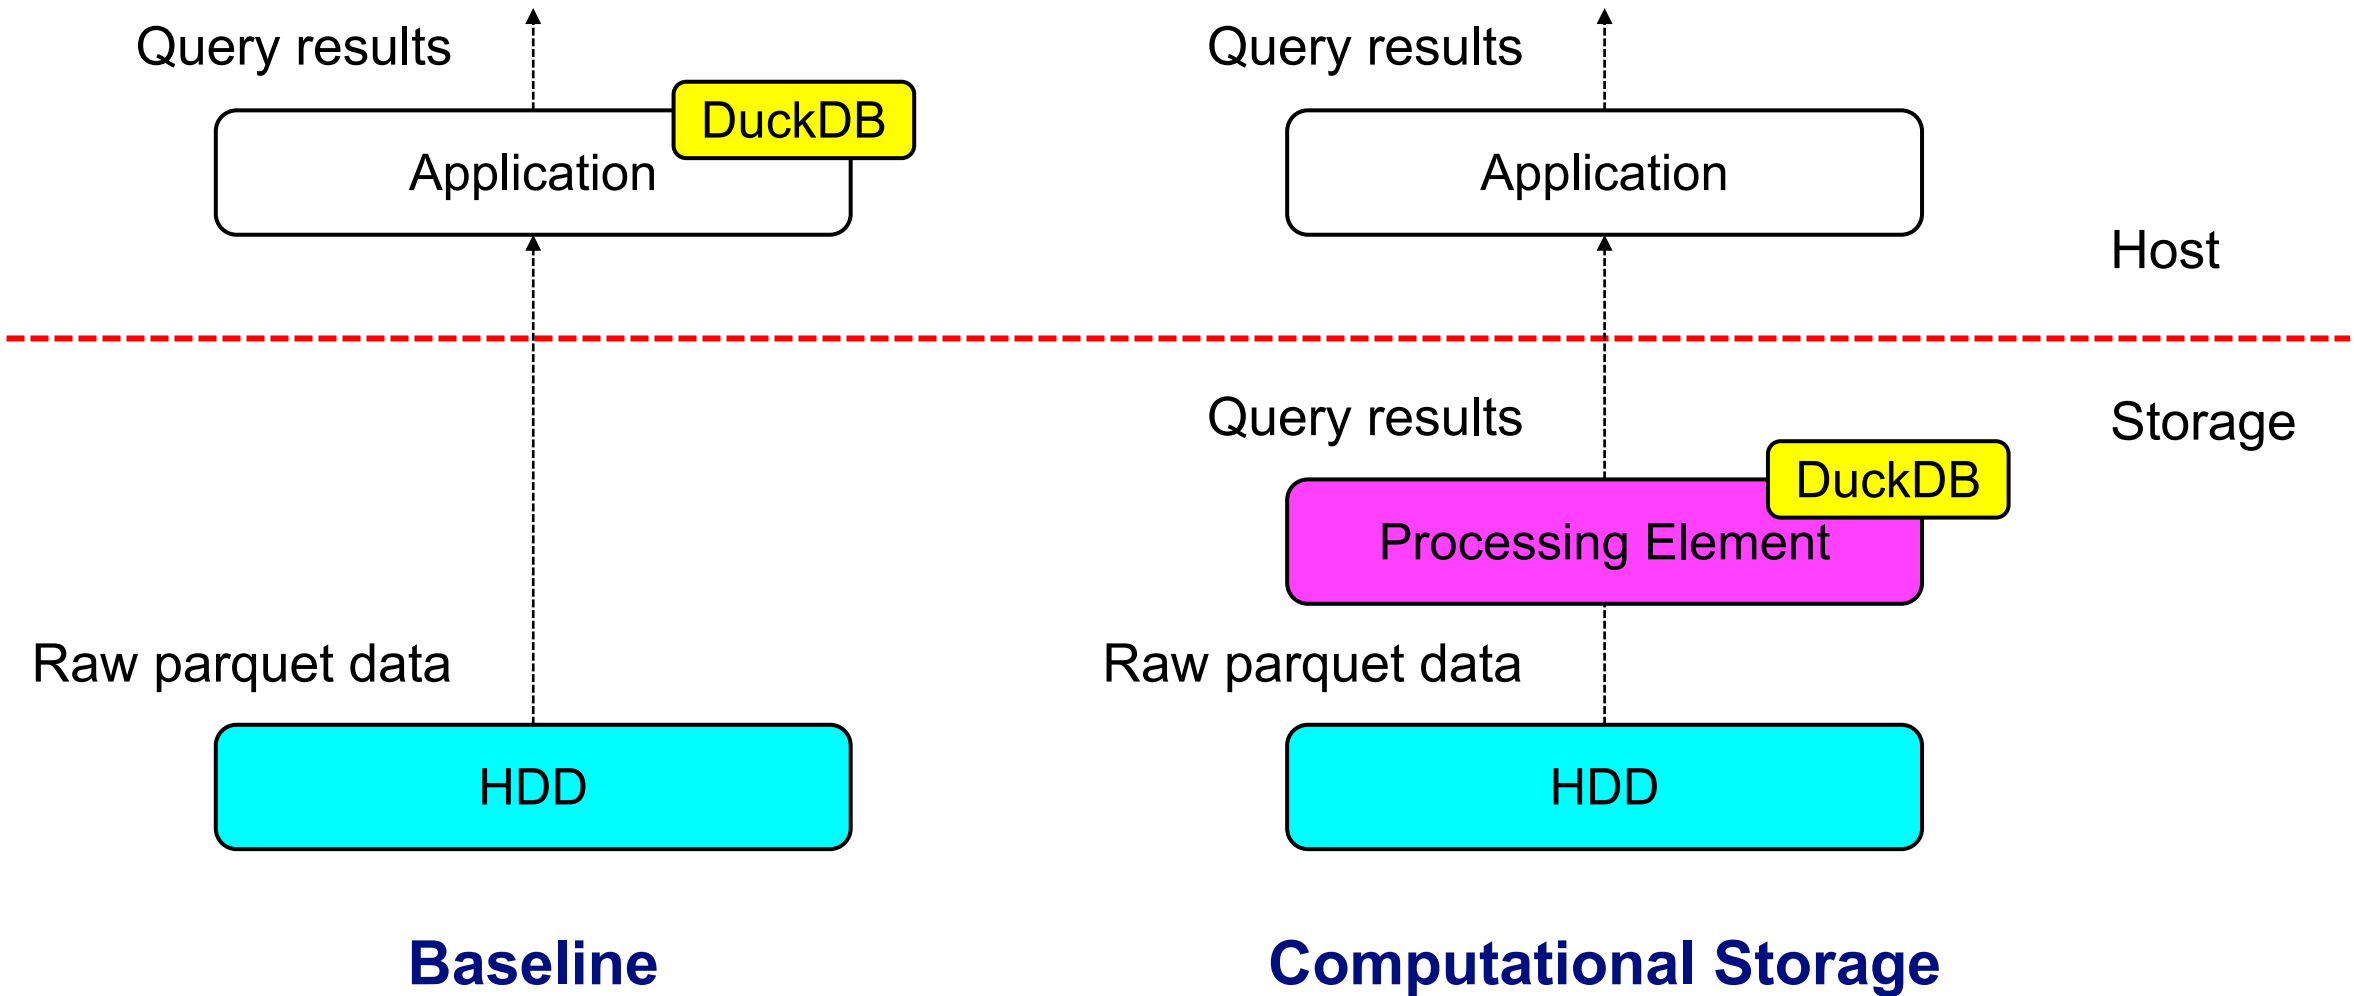 Query results
DuckDB
Application
Raw parquet data
HDD
Baseline
Query results
Application
Query results
DuckDB
Processing Element
Raw parquet data
HDD
Computational Storage
Host
Storage